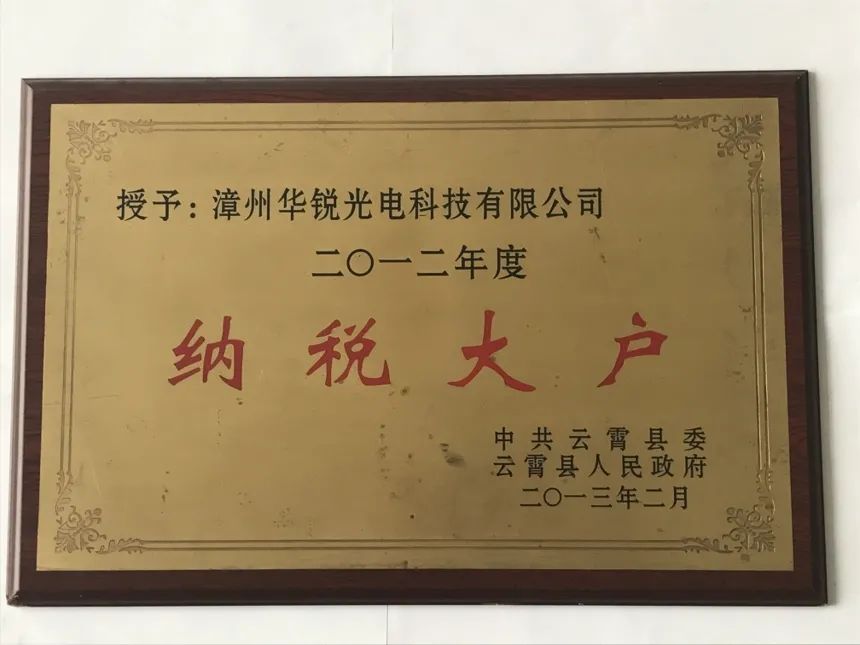 授予：漳州华锐光电科技有限公司
二〇一二年度
纳税大户
中共云霄县委
云霄县人民政府
二〇一三年二月